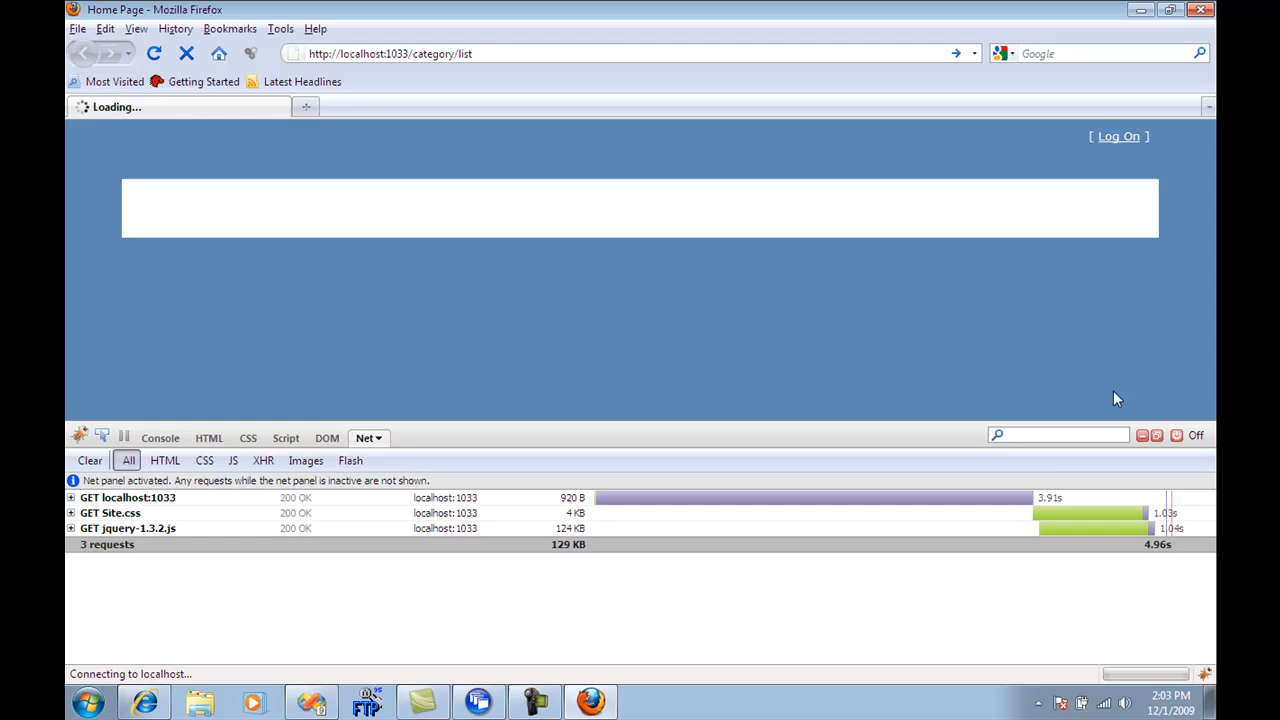 Home Page - Mozilla Firefox
File Edit View History Bookmarks Tools Help
http://localhost:1033/category/list
Google
Most Visited Getting Started Latest Headlines
Loading...
[ Log On ]
Console HTML CSS Script DOM Net
Off
Clear All HTML CSS JS XHR Images Flash
Net panel activated. Any requests while the net panel is inactive are not shown.
GET localhost:1033 200 OK localhost:1033 920 B 3.91s
GET Site.css 200 OK localhost:1033 4 KB 1.03s
GET jquery-1.3.2.js 200 OK localhost:1033 124 KB 1.04s
3 requests 129 KB 4.96s
Connecting to localhost...
FTP
2:03 PM
12/1/2009